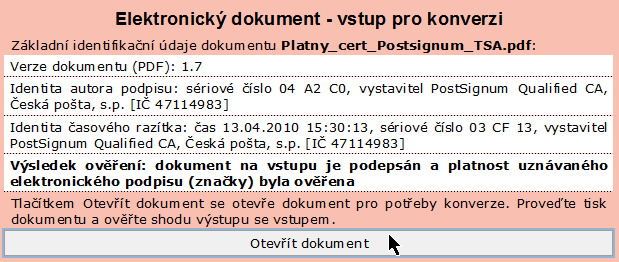 Elektronický dokument - vstup pro konverzi
Základní identifikační údaje dokumentu Platny_cert_Postsignum_TSA.pdf:
Verze dokumentu (PDF): 1.7
Identita autora podpisu: sériové číslo 04 A2 C0, vystavitel PostSignum Qualified CA,
Česká pošta, s.p. [IČ 47114983]
Identita časového razítka: čas 13.04.2010 15:30:13, sériové číslo 03 CF 13, vystavitel
PostSignum Qualified CA, Česká pošta, s.p. [IČ 47114983]
Výsledek ověření: dokument na vstupu je podepsán a platnost uznávaného
elektronického podpisu (značky) byla ověřena
Tlačítkem Otevřít dokument se otevře dokument pro potřeby konverze. Proveďte tisk
dokumentu a ověřte shodu výstupu se vstupem.
Otevřít dokument